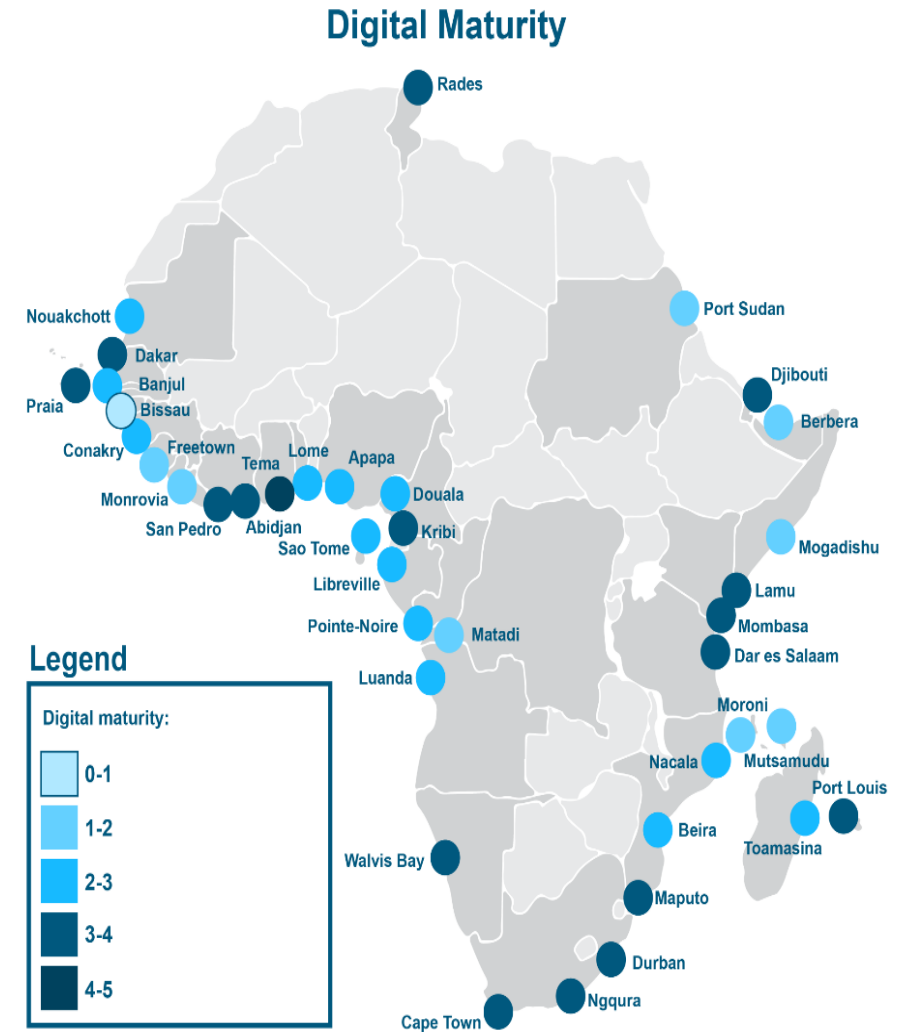 Digital Maturity
Rades
Nouakchott
Port Sudan
Dakar
Djibouti
Banjul
Praia
Bissau
Berbera
Conakry
Freetown
Tema
Lome
Apapa
Monrovia
Douala
San Pedro
Abidjan
Kribi
Sao Tome
Mogadishu
Libreville
Lamu
Pointe-Noire
Matadi
Mombasa
Dar es Salaam
Luanda
Moroni
Nacala
Mutsamudu
Port Louis
Beira
Toamasina
Walvis Bay
Maputo
Durban
Ngqura
Cape Town
Legend
Digital maturity:
0-1
1-2
2-3
3-4
4-5